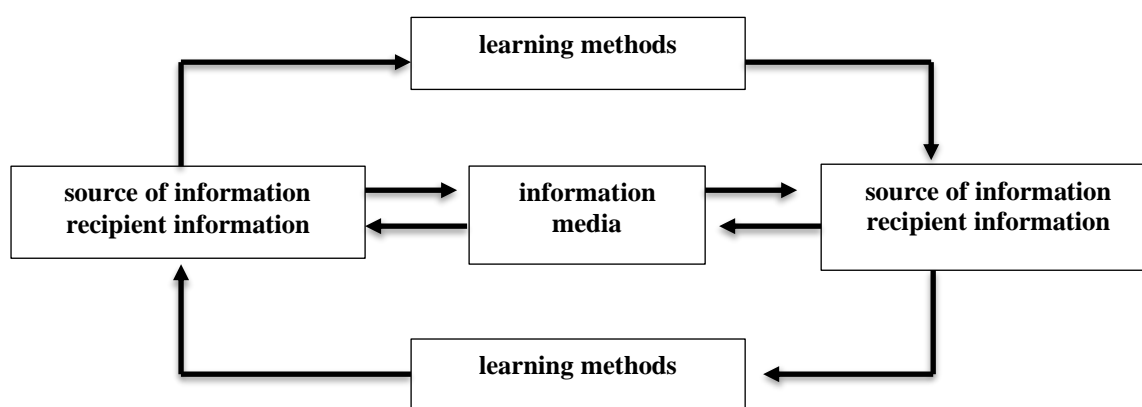 learning methods
source of information
recipient information
information
media
source of information
recipient information
learning methods